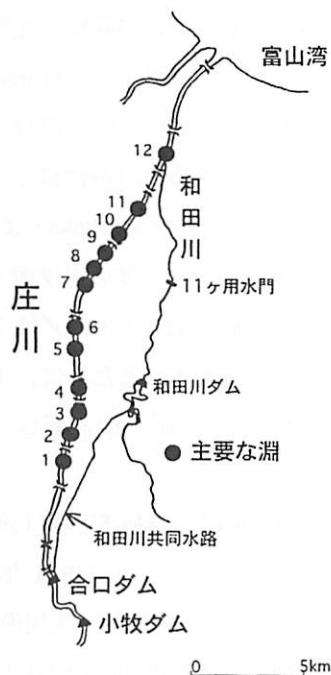 富山湾
12
和田川
11
10
9
8
7
11ヶ用水門
庄川
6
5
和田川ダム
4
3
主要な淵
2
1
和田川共同水路
合口ダム
小牧ダム
0 5km